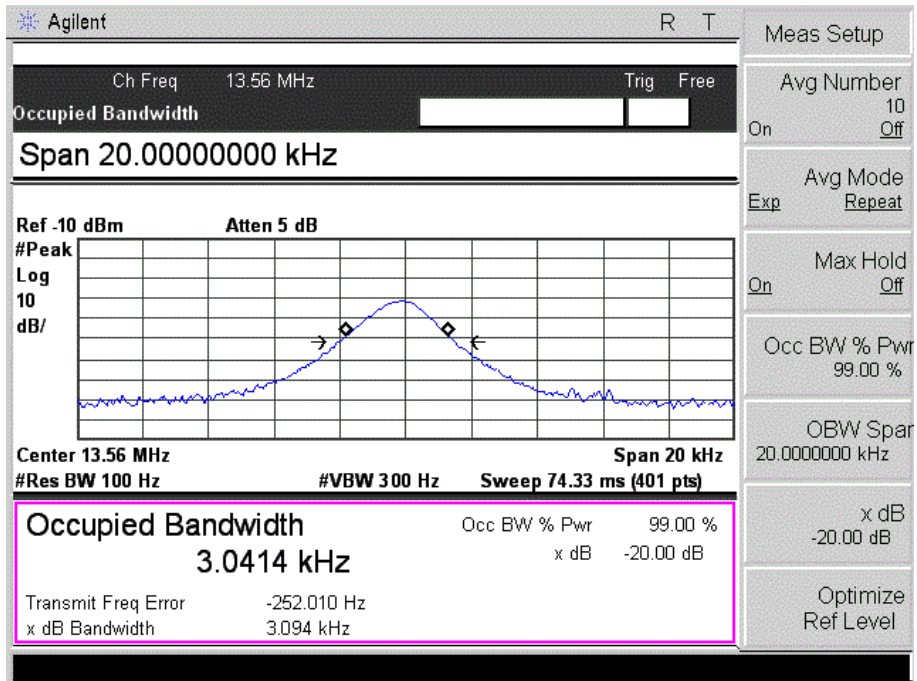 Agilent R T
Ch Freq 13.56 MHz Trig Free
Occupied Bandwidth
Span 20.00000000 kHz
Ref -10 dBm Atten 5 dB
#Peak
Log
10
dB/
Center 13.56 MHz Span 20 kHz
#Res BW 100 Hz #VBW 300 Hz Sweep 74.33 ms (401 pts)
Occupied Bandwidth
3.0414 kHz
Occ BW % Pwr 99.00 %
x dB -20.00 dB
Transmit Freq Error -252.010 Hz
x dB Bandwidth 3.094 kHz
Meas Setup
Avg Number
10
On Off
Avg Mode
Exp Repeat
Max Hold
On Off
Occ BW % Pwr
99.00 %
OBW Span
20.0000000 kHz
x dB
-20.00 dB
Optimize
Ref Level